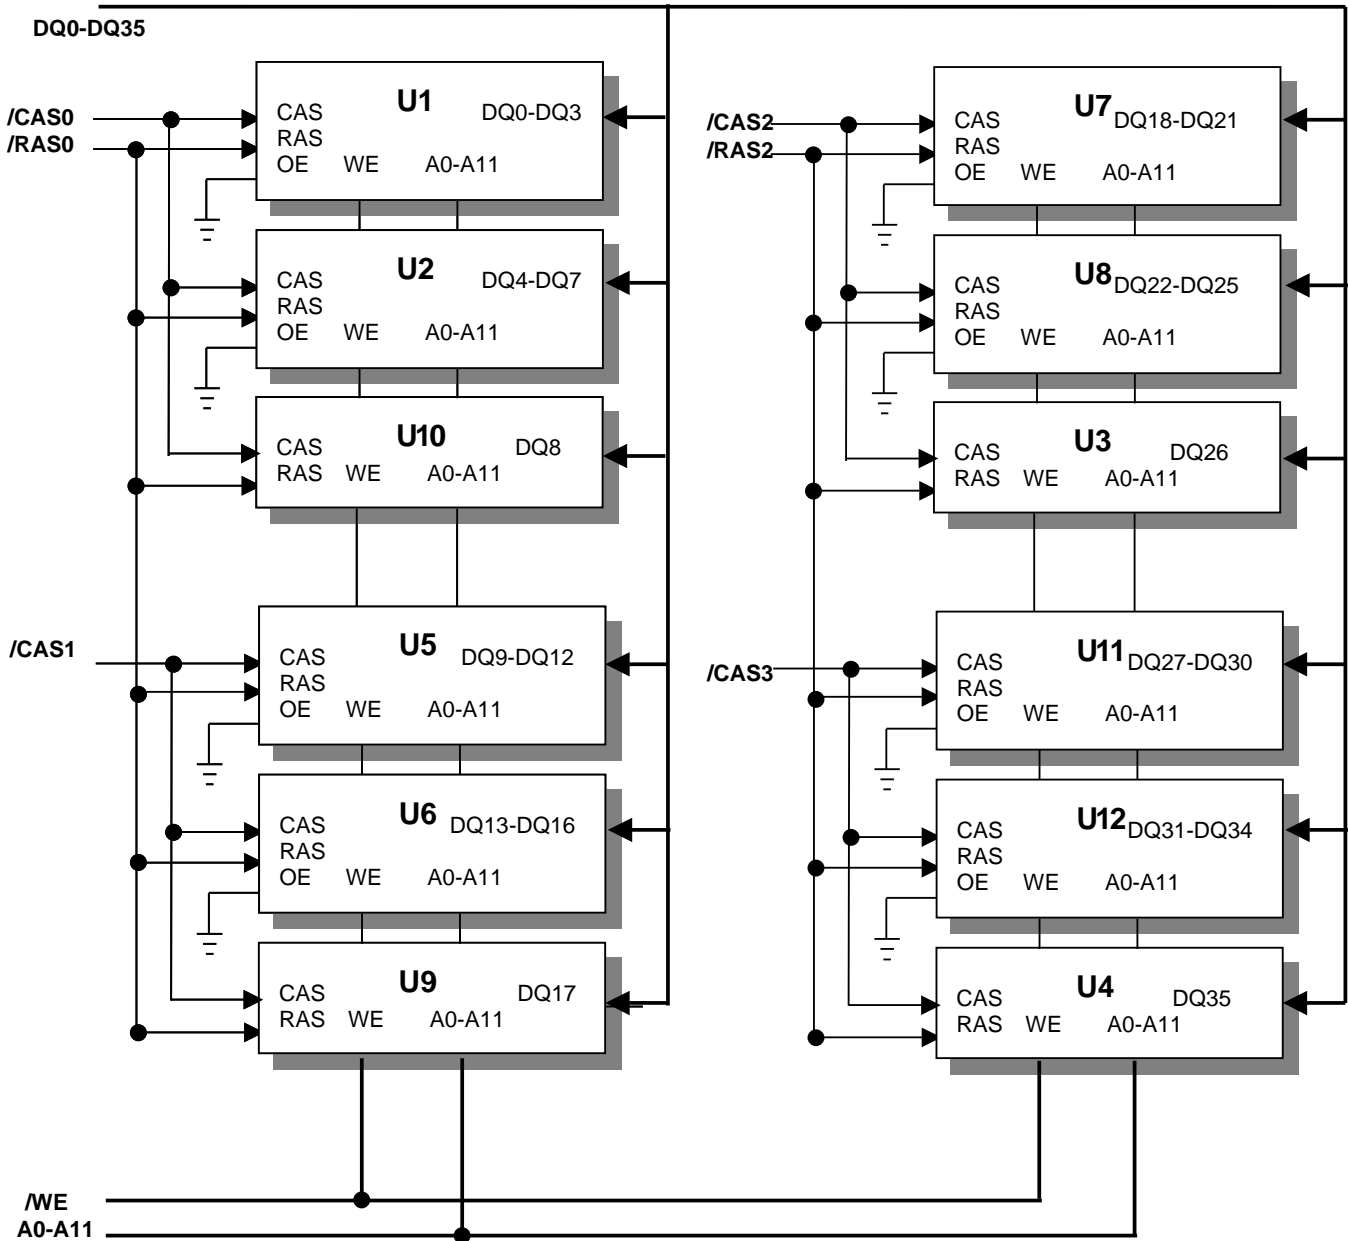 DQ0-DQ35
/CAS0
/RAS0
U1
DQ0-DQ3
CAS
RAS
OE WE A0-A11
U2
DQ4-DQ7
CAS
RAS
OE WE A0-A11
U10
DQ8
CAS
RAS WE A0-A11
/CAS1
U5
DQ9-DQ12
CAS
RAS
OE WE A0-A11
U6
DQ13-DQ16
CAS
RAS
OE WE A0-A11
U9
DQ17
CAS
RAS WE A0-A11
/CAS2
/RAS2
U7
DQ18-DQ21
CAS
RAS
OE WE A0-A11
U8
DQ22-DQ25
CAS
RAS
OE WE A0-A11
U3
DQ26
CAS
RAS WE A0-A11
/CAS3
U11
DQ27-DQ30
CAS
RAS
OE WE A0-A11
U12
DQ31-DQ34
CAS
RAS
OE WE A0-A11
U4
DQ35
CAS
RAS WE A0-A11
/WE
A0-A11